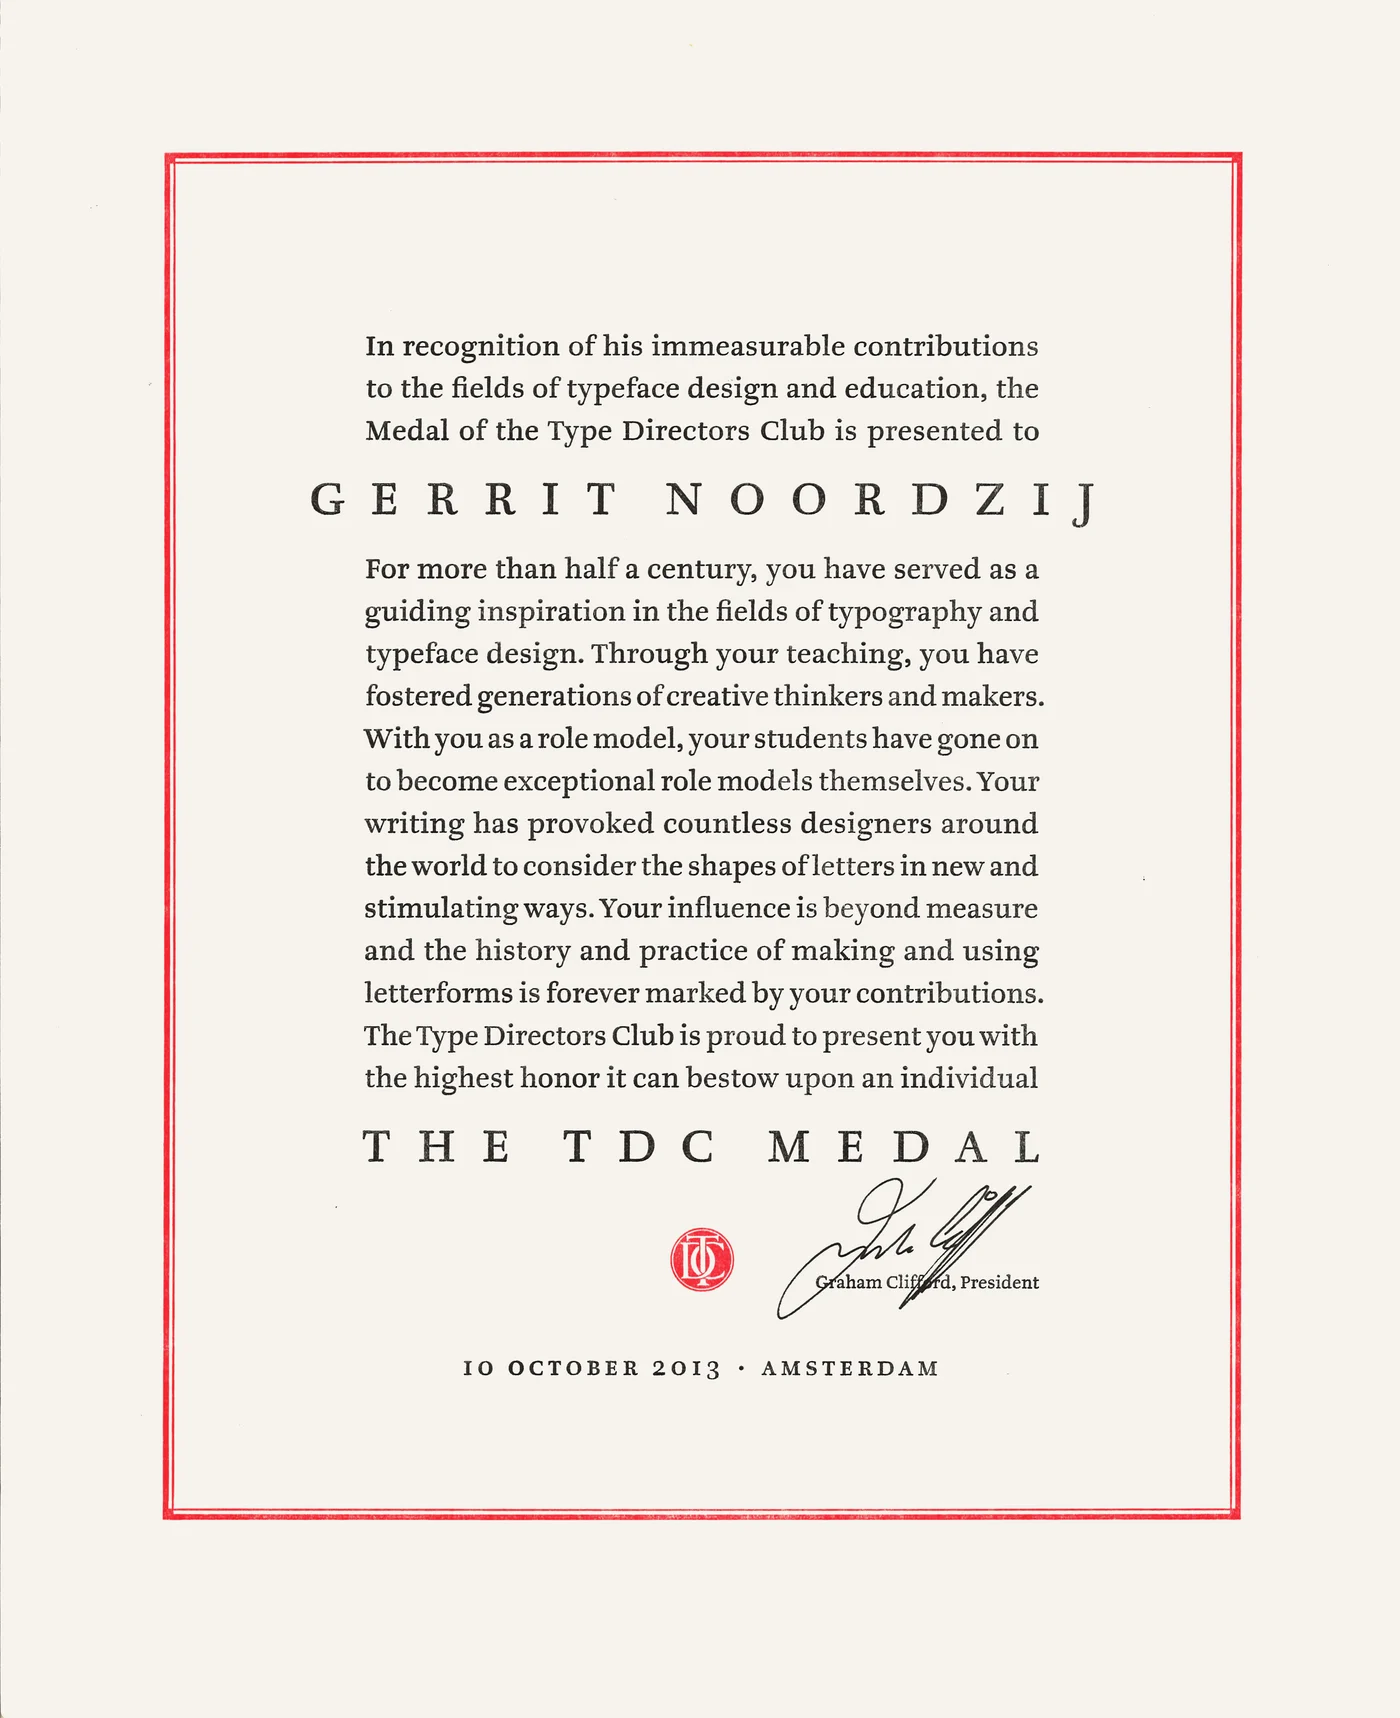 In recognition of his immeasurable contributions
to the fields of typeface design and education, the
Medal of the Type Directors Club is presented to
GERRIT NOORDZIJ
For more than half a century, you have served as a
guiding inspiration in the fields of typography and
typeface design. Through your teaching, you have
fostered generations of creative thinkers and makers.
With you as a role model, your students have gone on
to become exceptional role models themselves. Your
writing has provoked countless designers around
the world to consider the shapes of letters in new and
stimulating ways. Your influence is beyond measure
and the history and practice of making and using
letterforms is forever marked by your contributions.
The Type Directors Club is proud to present you with
the highest honor it can bestow upon an individual
THE TDC MEDAL
TDC
Graham Clifford, President
10 OCTOBER 2013 · AMSTERDAM